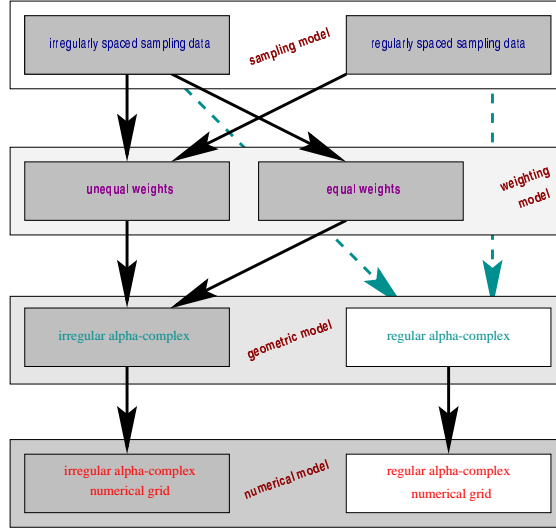 irregularly spaced sampling data
sampling model
regularly spaced sampling data
unequal weights
equal weights
weighting
model
irregular alpha-complex
geometric model
regular alpha-complex
irregular alpha-complex
numerical grid
numerical model
regular alpha-complex
numerical grid